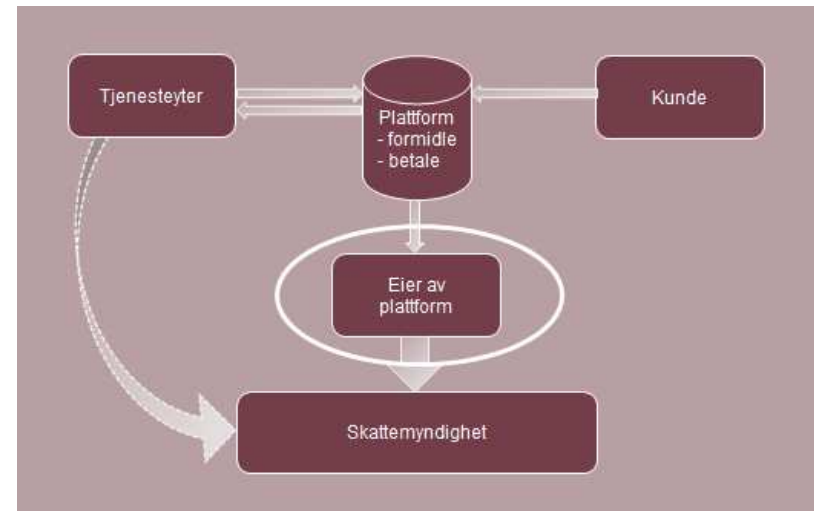 Tjenesteyter
Plattform
- formidle
- betale
Kunde
Eier av
plattform
Skattemyndighet